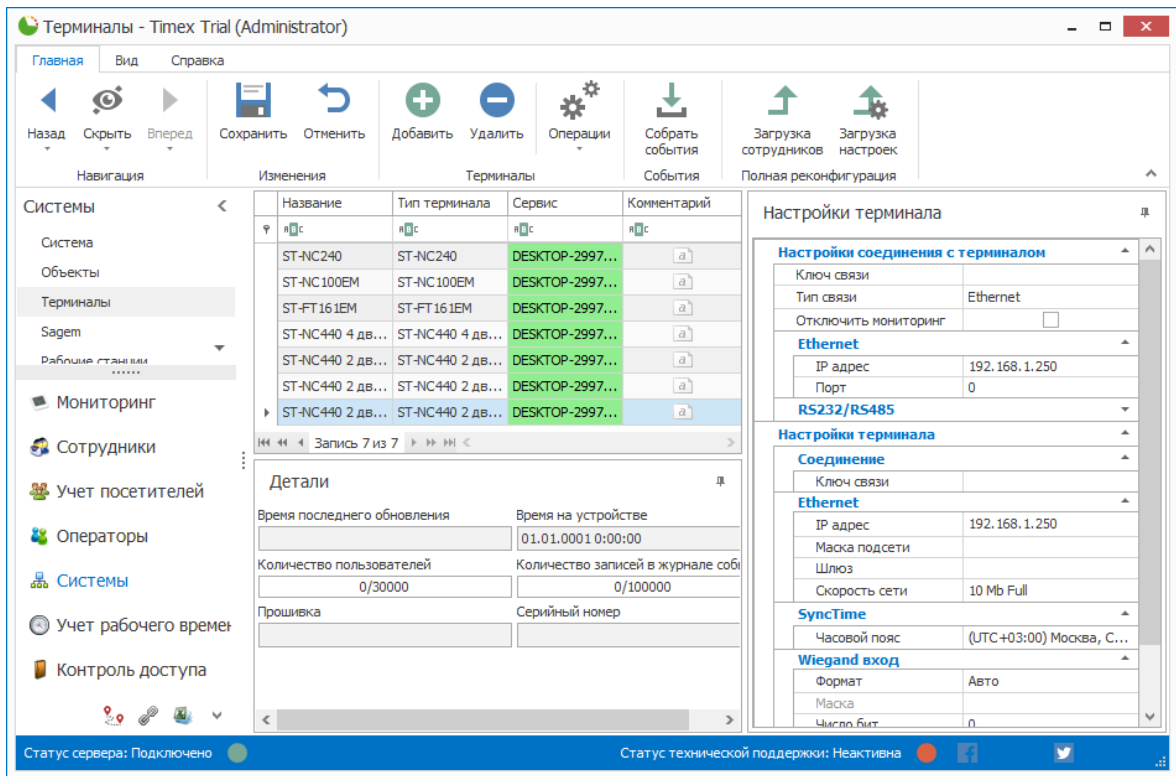 Терминалы - Timex Trial (Administrator)
Главная Вид Справка
Назад Скрыть Вперед Сохранить Отменить Добавить Удалить Операции Собрать события Загрузка сотрудников Загрузка настроек
Навигация Изменения Терминалы События Полная реконфигурация
Системы
Система
Объекты
Терминалы
Sagem
Рабочие станции
Мониторинг
Сотрудники
Учет посетителей
Операторы
Системы
Учет рабочего времен
Контроль доступа
Название Тип терминала Сервис Комментарий
ST-NC240 ST-NC240 DESKTOP-2997...
ST-NC100EM ST-NC100EM DESKTOP-2997...
ST-FT161EM ST-FT161EM DESKTOP-2997...
ST-NC440 4 дв... ST-NC440 4 дв... DESKTOP-2997...
ST-NC440 2 дв... ST-NC440 2 дв... DESKTOP-2997...
ST-NC440 2 дв... ST-NC440 2 дв... DESKTOP-2997...
ST-NC440 2 дв... ST-NC440 2 дв... DESKTOP-2997...
Запись 7 из 7
Детали
Время последнего обновления Время на устройстве
01.01.0001 0:00:00
Количество пользователей Количество записей в журнале собы
0/30000 0/100000
Прошивка Серийный номер
Настройки терминала
Настройки соединения с терминалом
Ключ связи
Тип связи Ethernet
Отключить мониторинг
Ethernet
IP адрес 192.168.1.250
Порт 0
RS232/RS485
Настройки терминала
Соединение
Ключ связи
Ethernet
IP адрес 192.168.1.250
Маска подсети
Шлюз
Скорость сети 10 Mb Full
SyncTime
Часовой пояс (UTC+03:00) Москва, С...
Wiegand вход
Формат Авто
Маска
Число бит 0
Статус сервера: Подключено Статус технической поддержки: Неактивна